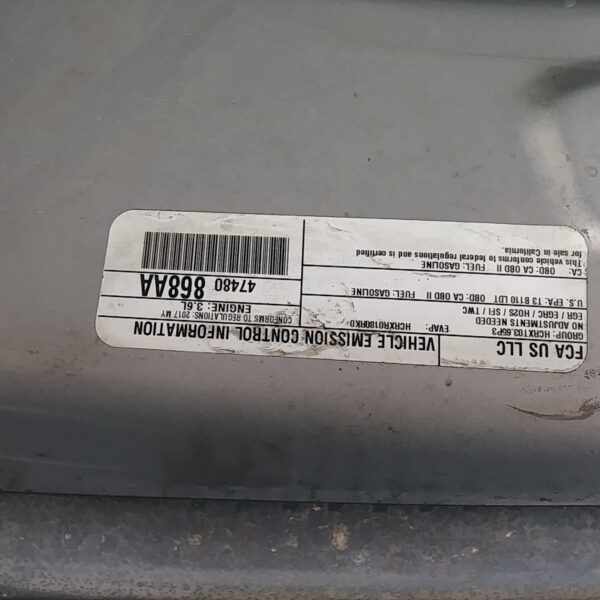 FCA US LLC
VEHICLE EMISSION CONTROL INFORMATION
GROUP: HCRXT03.65P3
EVAP: HCRXR0180HK0
CONFORMS TO REGULATIONS: 2017 MY
NO ADJUSTMENTS NEEDED
ENGINE: 3.6L
EGR / EGRC / HO2S / SFI / TWC
868AA
U.S. EPA: T3 B110 LDT OBD: CA OBD II FUEL: GASOLINE
47480
CA: OBD: CA OBD II FUEL: GASOLINE
This vehicle conforms to federal regulations and is certified
for sale in California.